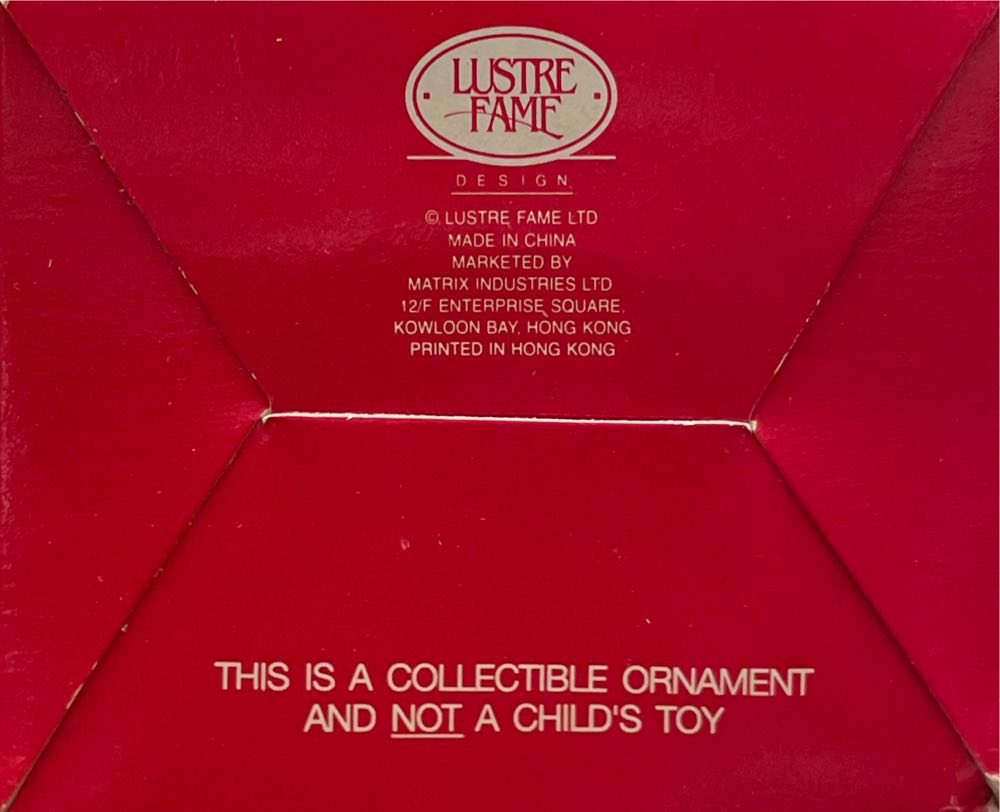 LUSTRE
FAME
DESIGN
© LUSTRE FAME LTD
MADE IN CHINA
MARKETED BY
MATRIX INDUSTRIES LTD
12/F ENTERPRISE SQUARE,
KOWLOON BAY, HONG KONG
PRINTED IN HONG KONG
THIS IS A COLLECTIBLE ORNAMENT
AND NOT A CHILD'S TOY